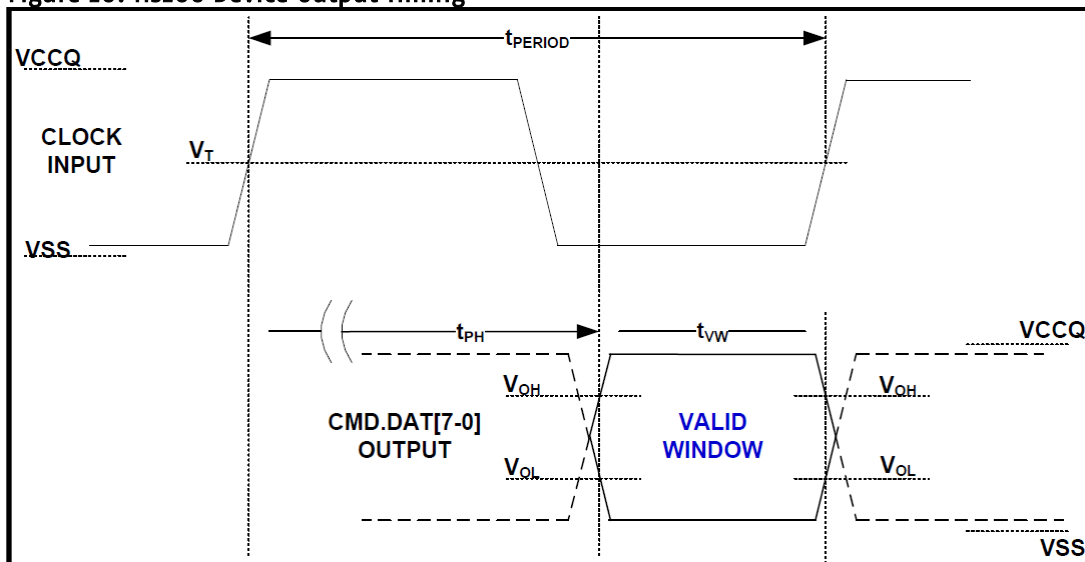 tPERIOD
VCCQ
CLOCK
INPUT
VT
VSS
tPH
tVW
VCCQ
VOH
VOH
CMD.DAT[7-0]
OUTPUT
VALID
WINDOW
VOL
VOL
VSS